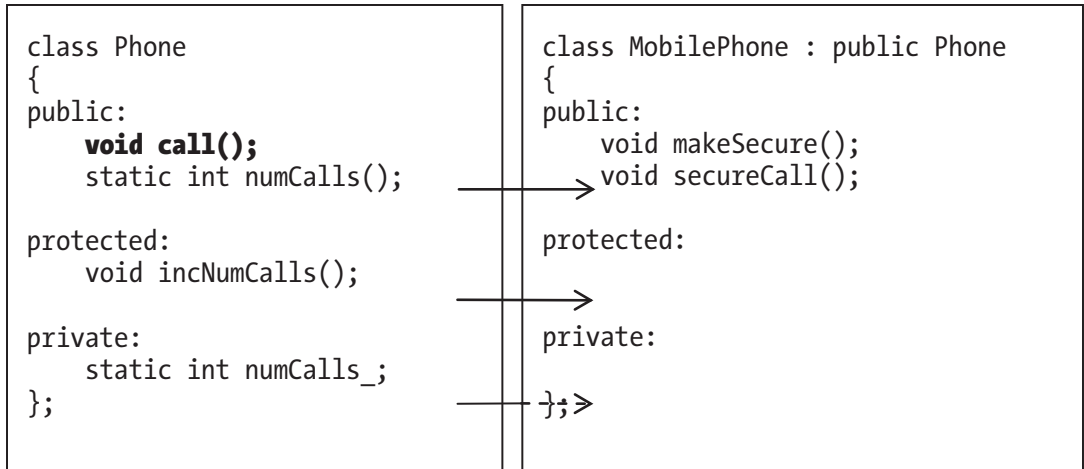 class Phone
{
public:
    void call();
    static int numCalls();
protected:
    void incNumCalls();
private:
    static int numCalls_;
};
class MobilePhone : public Phone
{
public:
    void makeSecure();
    void secureCall();
protected:
private:
};